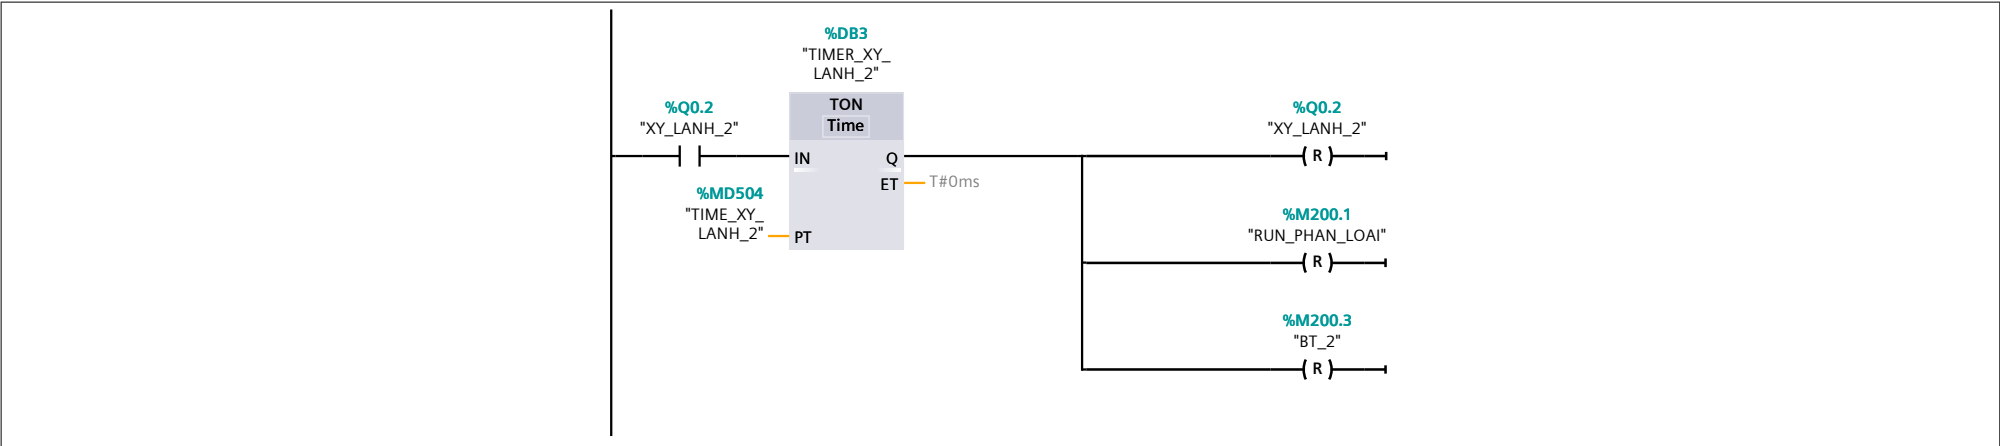 %DB3
"TIMER_XY_
LANH_2"
%Q0.2
"XY_LANH_2"
TON
Time
IN
Q
ET
T#0ms
%MD504
"TIME_XY_
LANH_2"
PT
%Q0.2
"XY_LANH_2"
R
%M200.1
"RUN_PHAN_LOAI"
R
%M200.3
"BT_2"
R